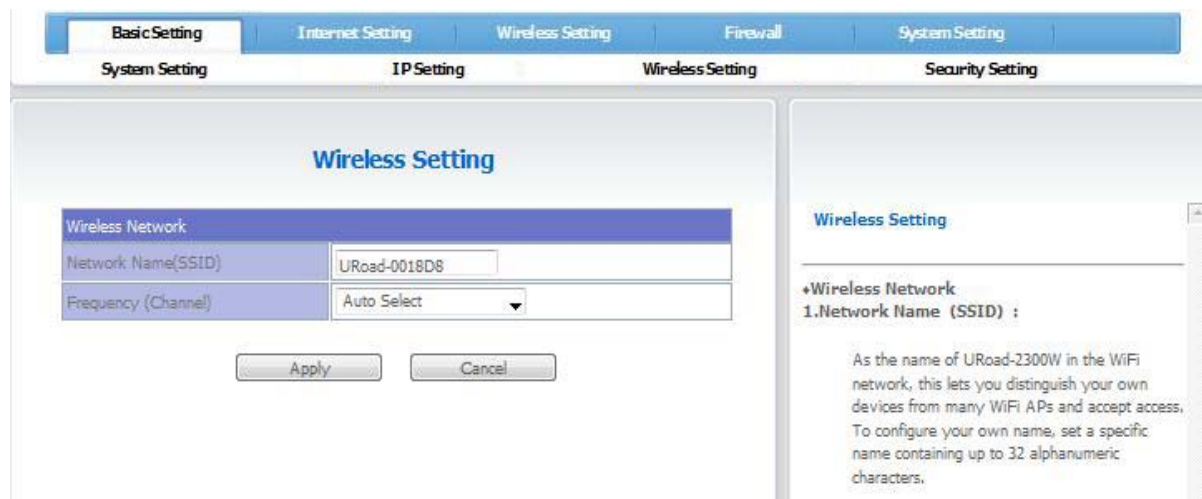 Basic Setting Internet Setting Wireless Setting Firewall System Setting
System Setting IP Setting Wireless Setting Security Setting
Wireless Setting
Wireless Network
Network Name(SSID) URoad-0018D8
Frequency (Channel) Auto Select
Apply Cancel
Wireless Setting
•Wireless Network
1.Network Name (SSID) :
As the name of URoad-2300W in the WiFi
network, this lets you distinguish your own
devices from many WiFi APs and accept access.
To configure your own name, set a specific
name containing up to 32 alphanumeric
characters.